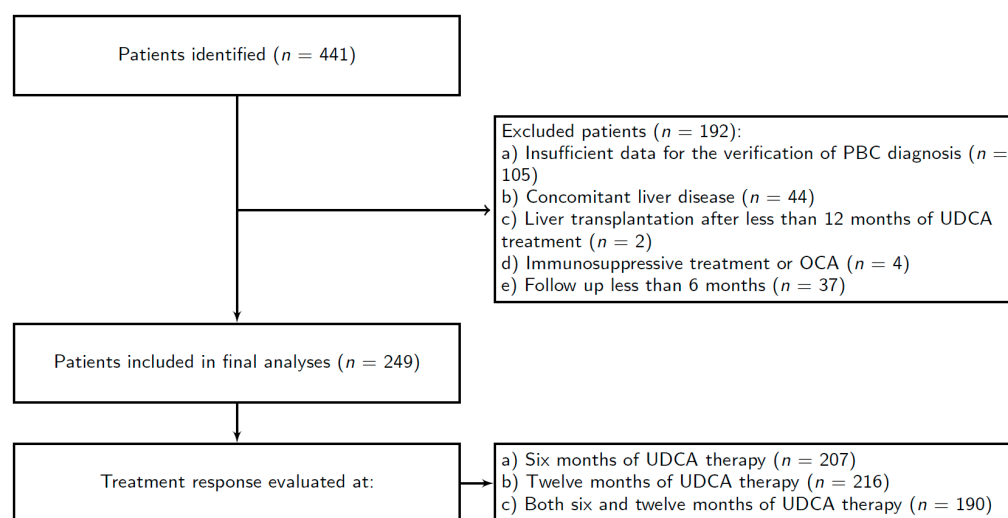 Patients identified (n = 441)
Excluded patients (n = 192):
a) Insufficient data for the verification of PBC diagnosis (n =
105)
b) Concomitant liver disease (n = 44)
c) Liver transplantation after less than 12 months of UDCA
treatment (n = 2)
d) Immunosuppressive treatment or OCA (n = 4)
e) Follow up less than 6 months (n = 37)
Patients included in final analyses (n = 249)
Treatment response evaluated at:
a) Six months of UDCA therapy (n = 207)
b) Twelve months of UDCA therapy (n = 216)
c) Both six and twelve months of UDCA therapy (n = 190)